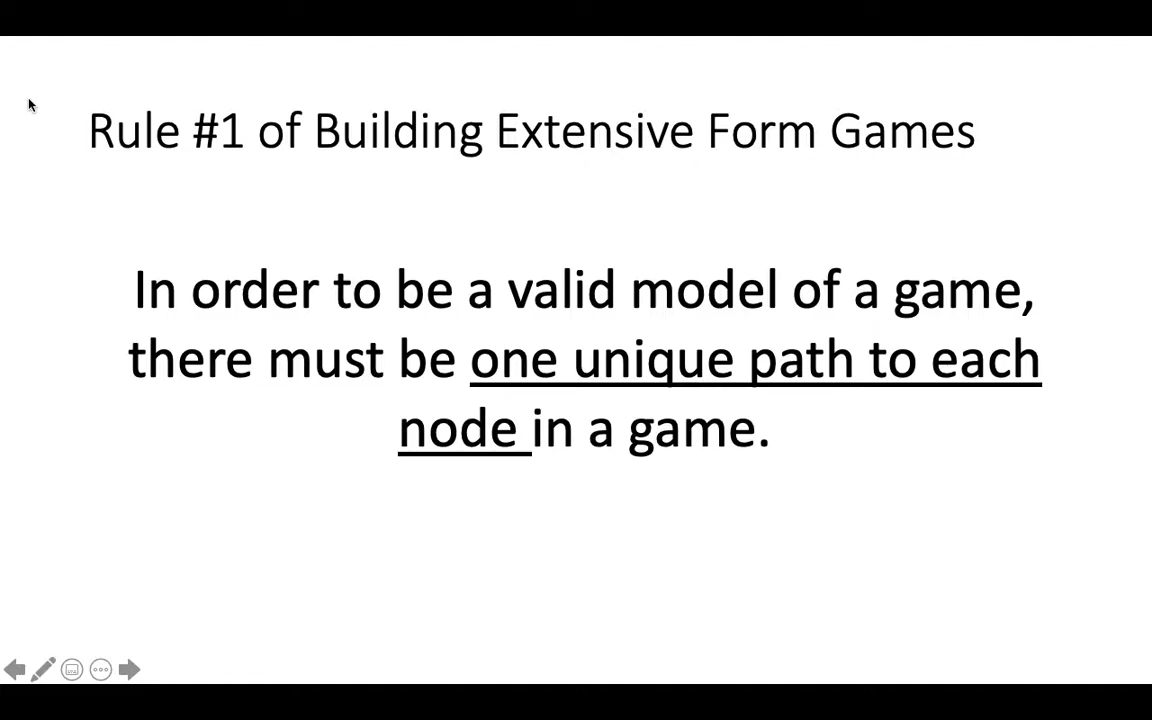 Rule #1 of Building Extensive Form Games
In order to be a valid model of a game,
there must be one unique path to each
node in a game.